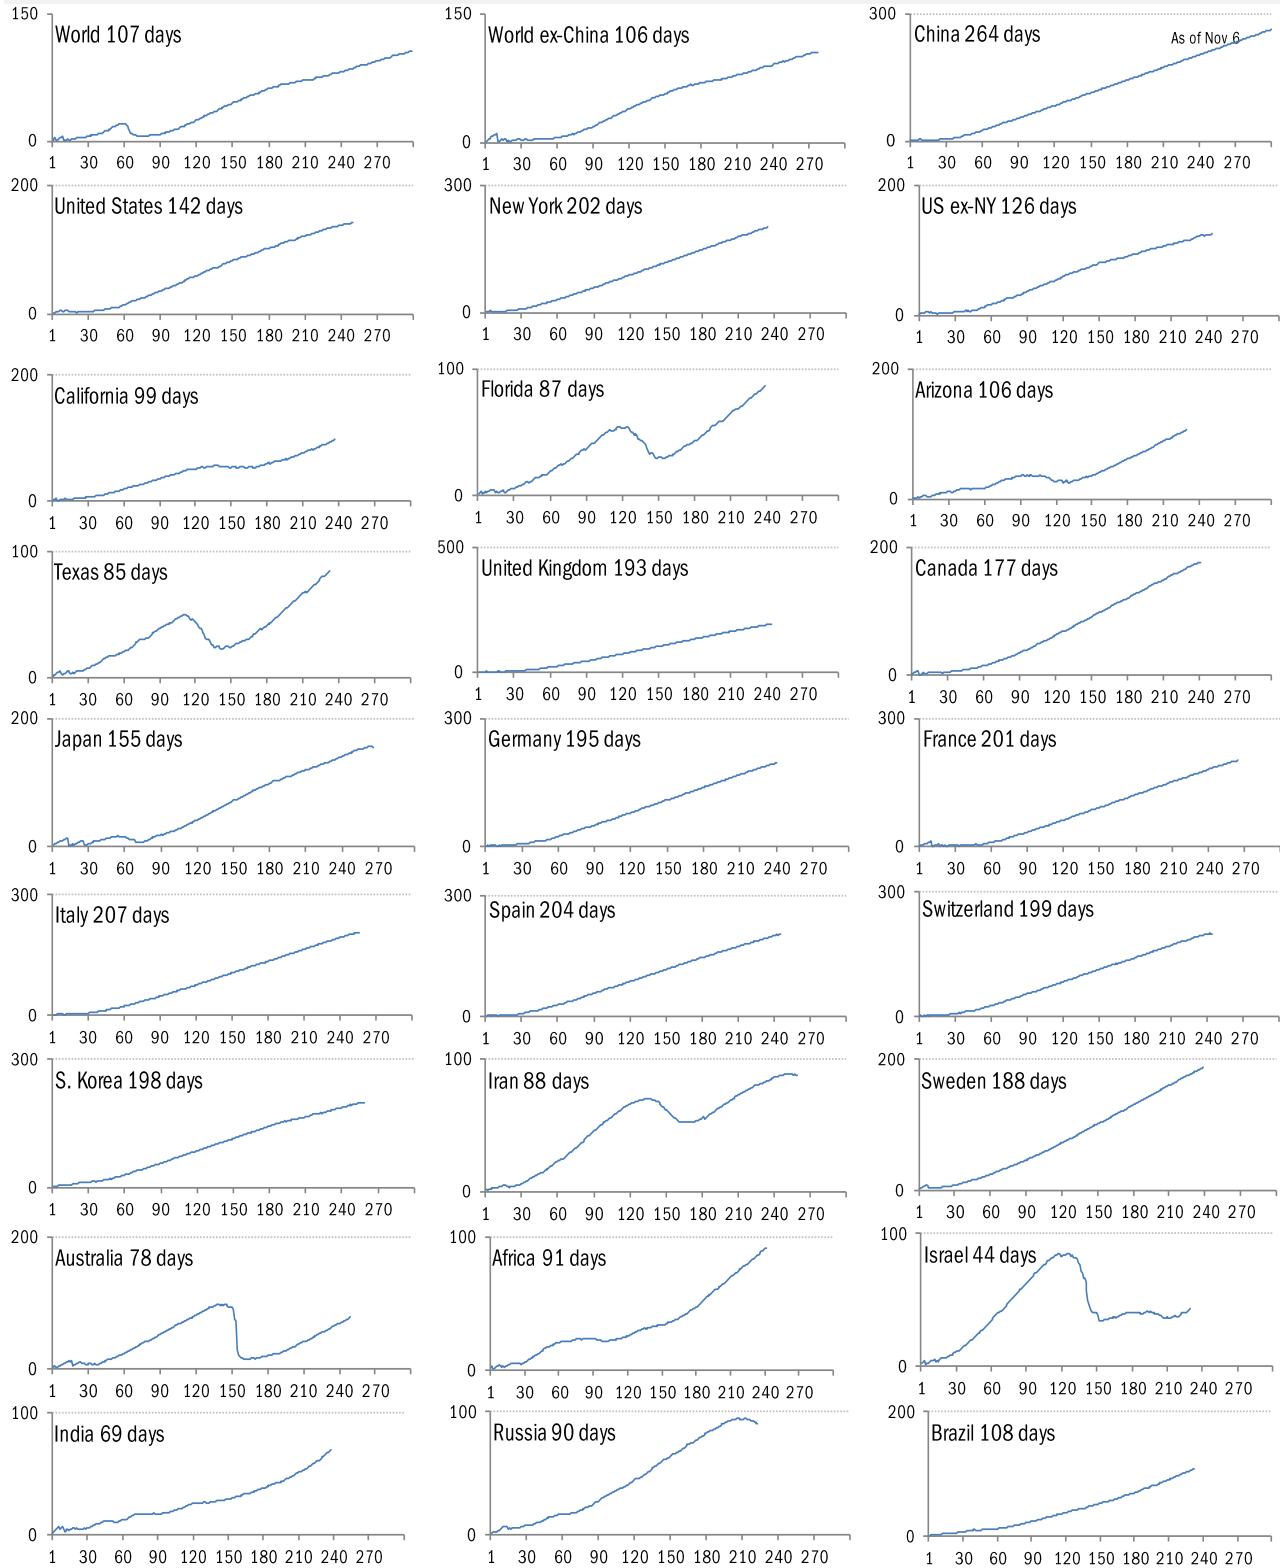 150
World 107 days
0
1 30 60 90 120 150 180 210 240 270
150
World ex-China 106 days
0
1 30 60 90 120 150 180 210 240 270
300
China 264 days
As of Nov 6
0
1 30 60 90 120 150 180 210 240 270
200
United States 142 days
0
1 30 60 90 120 150 180 210 240 270
300
New York 202 days
0
1 30 60 90 120 150 180 210 240 270
200
US ex-NY 126 days
0
1 30 60 90 120 150 180 210 240 270
200
California 99 days
0
1 30 60 90 120 150 180 210 240 270
100
Florida 87 days
0
1 30 60 90 120 150 180 210 240 270
200
Arizona 106 days
0
1 30 60 90 120 150 180 210 240 270
100
Texas 85 days
0
1 30 60 90 120 150 180 210 240 270
500
United Kingdom 193 days
0
1 30 60 90 120 150 180 210 240 270
200
Canada 177 days
0
1 30 60 90 120 150 180 210 240 270
200
Japan 155 days
0
1 30 60 90 120 150 180 210 240 270
300
Germany 195 days
0
1 30 60 90 120 150 180 210 240 270
300
France 201 days
0
1 30 60 90 120 150 180 210 240 270
300
Italy 207 days
0
1 30 60 90 120 150 180 210 240 270
300
Spain 204 days
0
1 30 60 90 120 150 180 210 240 270
300
Switzerland 199 days
0
1 30 60 90 120 150 180 210 240 270
300
S. Korea 198 days
0
1 30 60 90 120 150 180 210 240 270
100
Iran 88 days
0
1 30 60 90 120 150 180 210 240 270
200
Sweden 188 days
0
1 30 60 90 120 150 180 210 240 270
200
Australia 78 days
0
1 30 60 90 120 150 180 210 240 270
100
Africa 91 days
0
1 30 60 90 120 150 180 210 240 270
100
Israel 44 days
0
1 30 60 90 120 150 180 210 240 270
100
India 69 days
0
1 30 60 90 120 150 180 210 240 270
100
Russia 90 days
0
1 30 60 90 120 150 180 210 240 270
200
Brazil 108 days
0
1 30 60 90 120 150 180 210 240 270